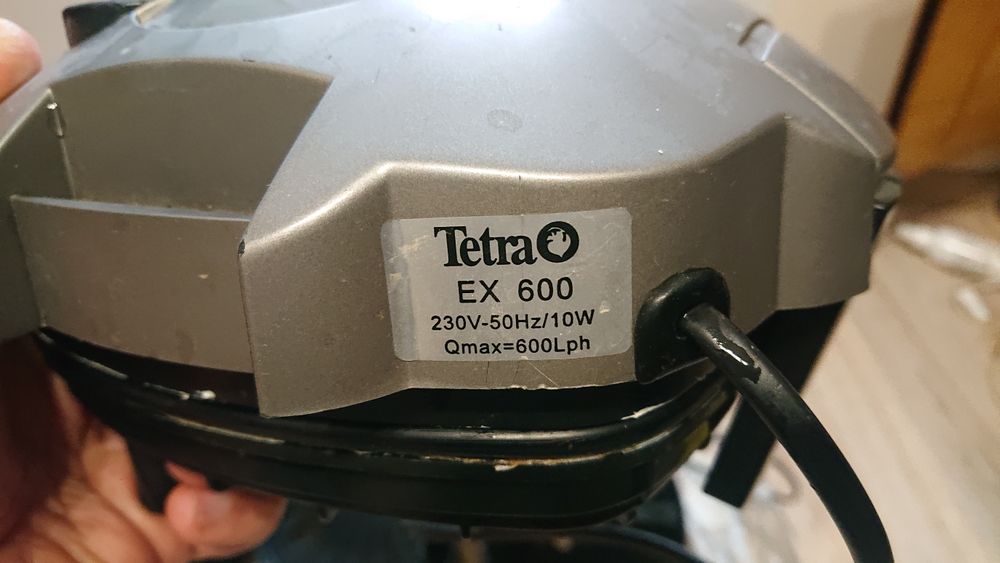 Tetra
EX 600
230V-50Hz/10W
Qmax=600Lph